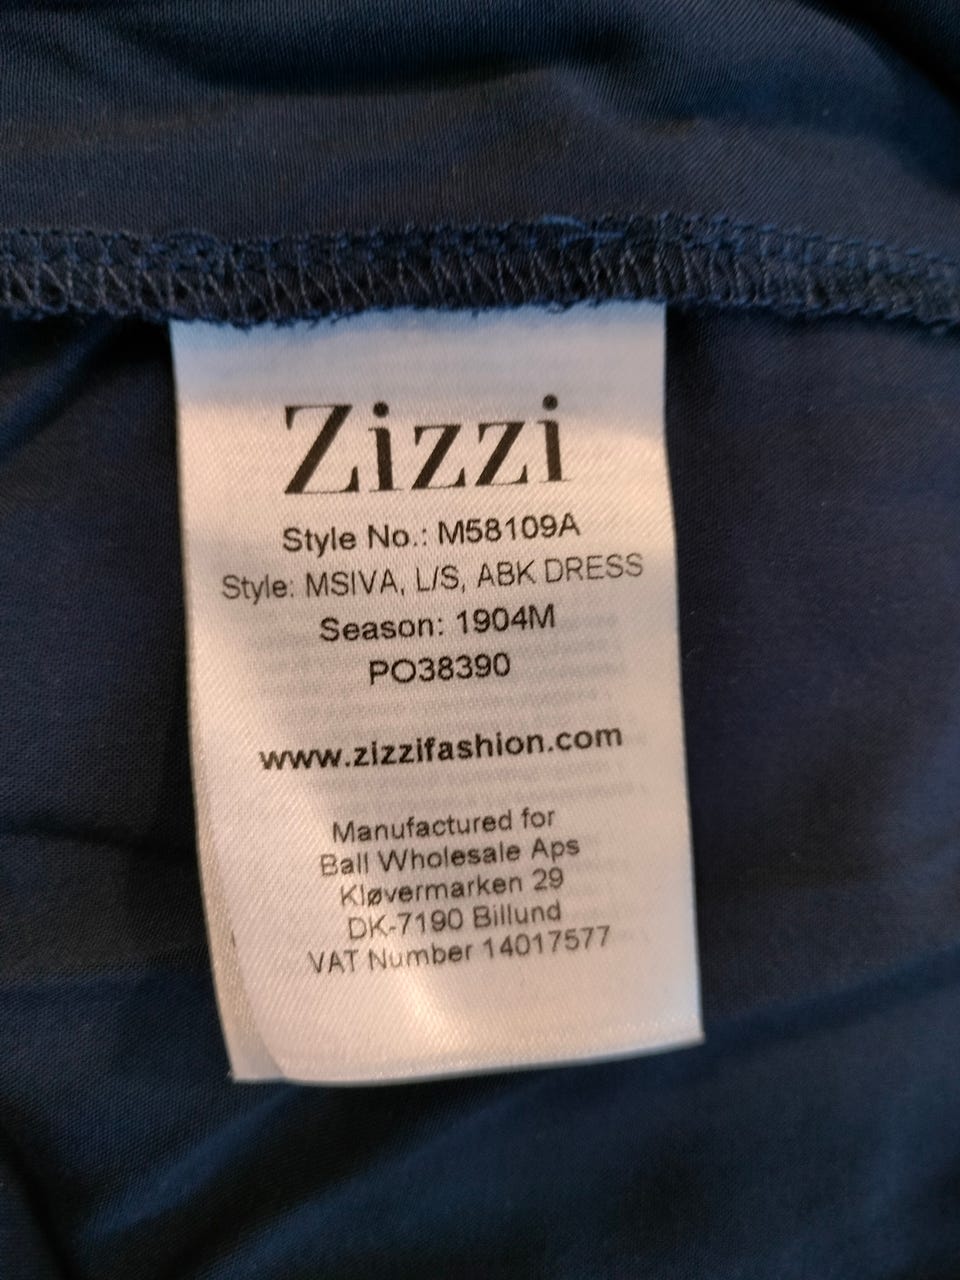 Zizzi
Style No.: M58109A
Style: MSIVA, L/S, ABK DRESS
Season: 1904M
PO38390
www.zizzifashion.com
Manufactured for
Ball Wholesale Aps
Kløvermarken 29
DK-7190 Billund
VAT Number 14017577